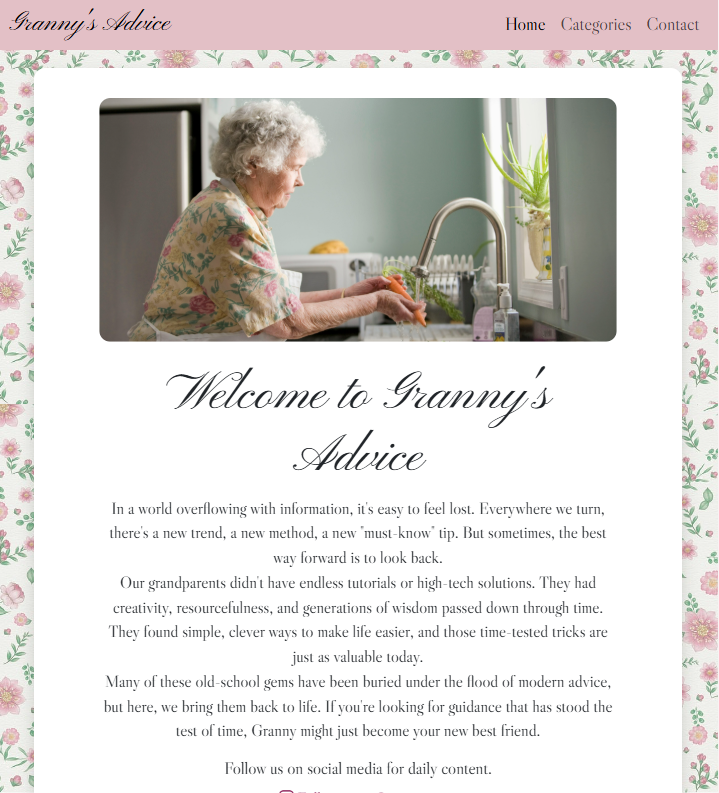 Granny's Advice
Home Categories Contact
Welcome to Granny's
Advice
In a world overflowing with information, it's easy to feel lost. Everywhere we turn,
there's a new trend, a new method, a new "must-know" tip. But sometimes, the best
way forward is to look back.
Our grandparents didn't have endless tutorials or high-tech solutions. They had
creativity, resourcefulness, and generations of wisdom passed down through time.
They found simple, clever ways to make life easier, and those time-tested tricks are
just as valuable today.
Many of these old-school gems have been buried under the flood of modern advice,
but here, we bring them back to life. If you're looking for guidance that has stood the
test of time, Granny might just become your new best friend.
Follow us on social media for daily content.